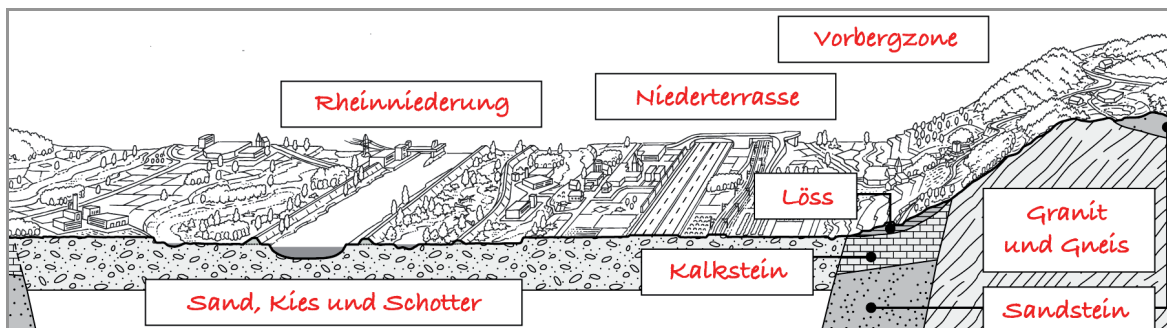 Vorbergzone
Rheinniederung
Niederterrasse
Löss
Granit
und Gneis
Kalkstein
Sand, Kies und Schotter
Sandstein